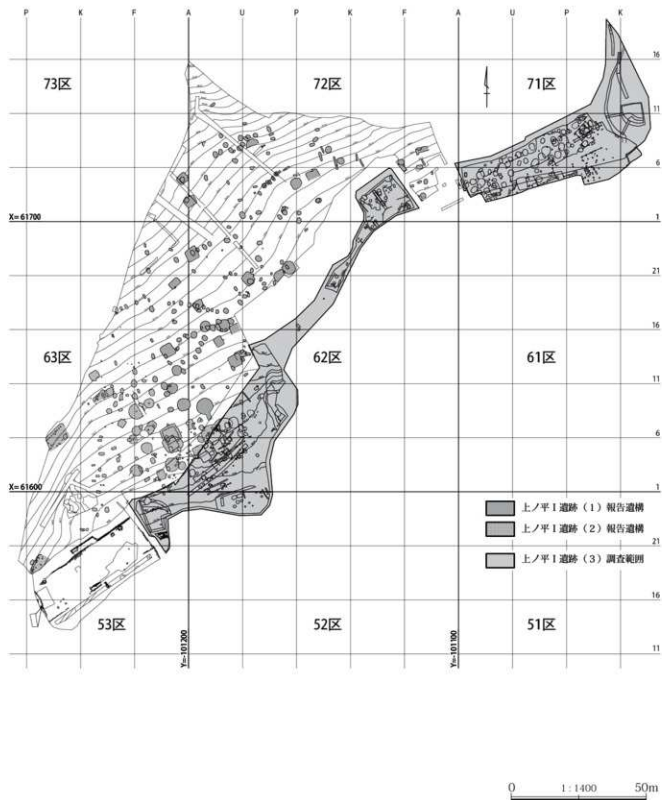 P K F A U P K F A U P K
73区 72区 71区
16
11
6
X= 61700
1
21
16
63区 62区 61区
11
6
X= 61600
1
上ノ平Ⅰ遺跡（1）報告遺構
上ノ平Ⅰ遺跡（2）報告遺構
上ノ平Ⅰ遺跡（3）調査範囲
21
16
53区 52区 51区
Y=-101200
Y=-101100
11
0 1：1400 50m